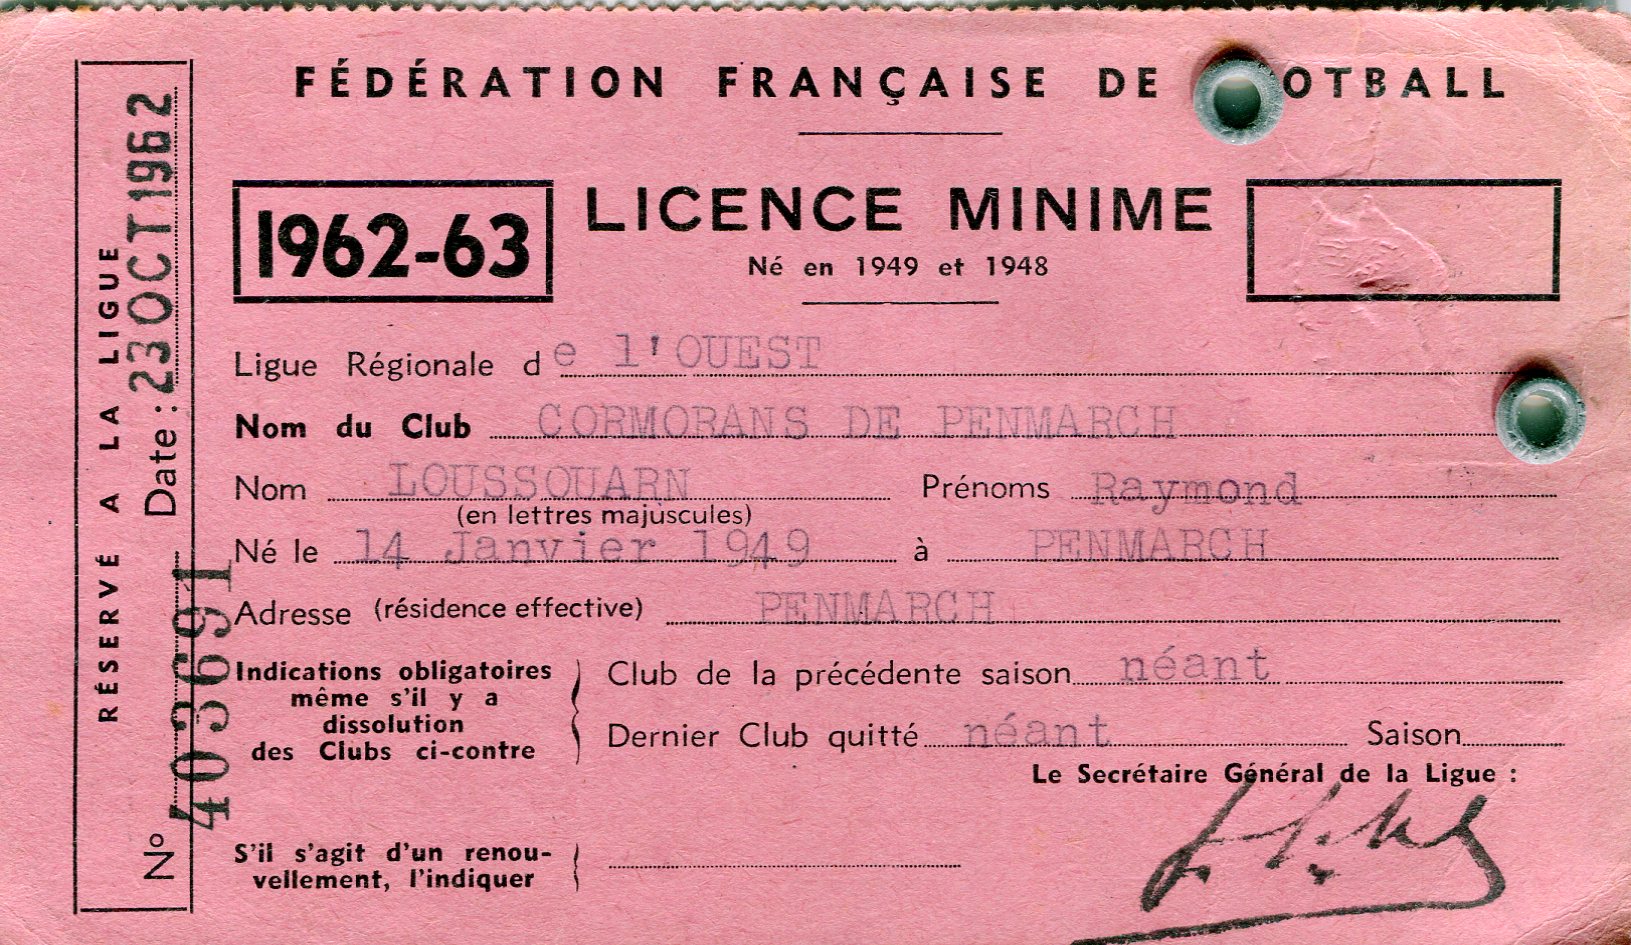 FÉDÉRATION FRANÇAISE DE OTBALL
1962-63
LICENCE MINIME
Né en 1949 et 1948
RÉSERVÉ A LA LIGUE
Date : 23 OCT 1962
Nº 403691
Ligue Régionale de l'OUEST
Nom du Club CORMORANS DE PENMARCH
Nom LOUSSOUARN Prénoms Raymond
(en lettres majuscules)
Né le 14 Janvier 1949 à PENMARCH
Adresse (résidence effective) PENMARCH
Indications obligatoires
même s'il y a
dissolution
des Clubs ci-contre
Club de la précédente saison néant
Dernier Club quitté néant Saison
Le Secrétaire Général de la Ligue :
S'il s'agit d'un renou-
vellement, l'indiquer